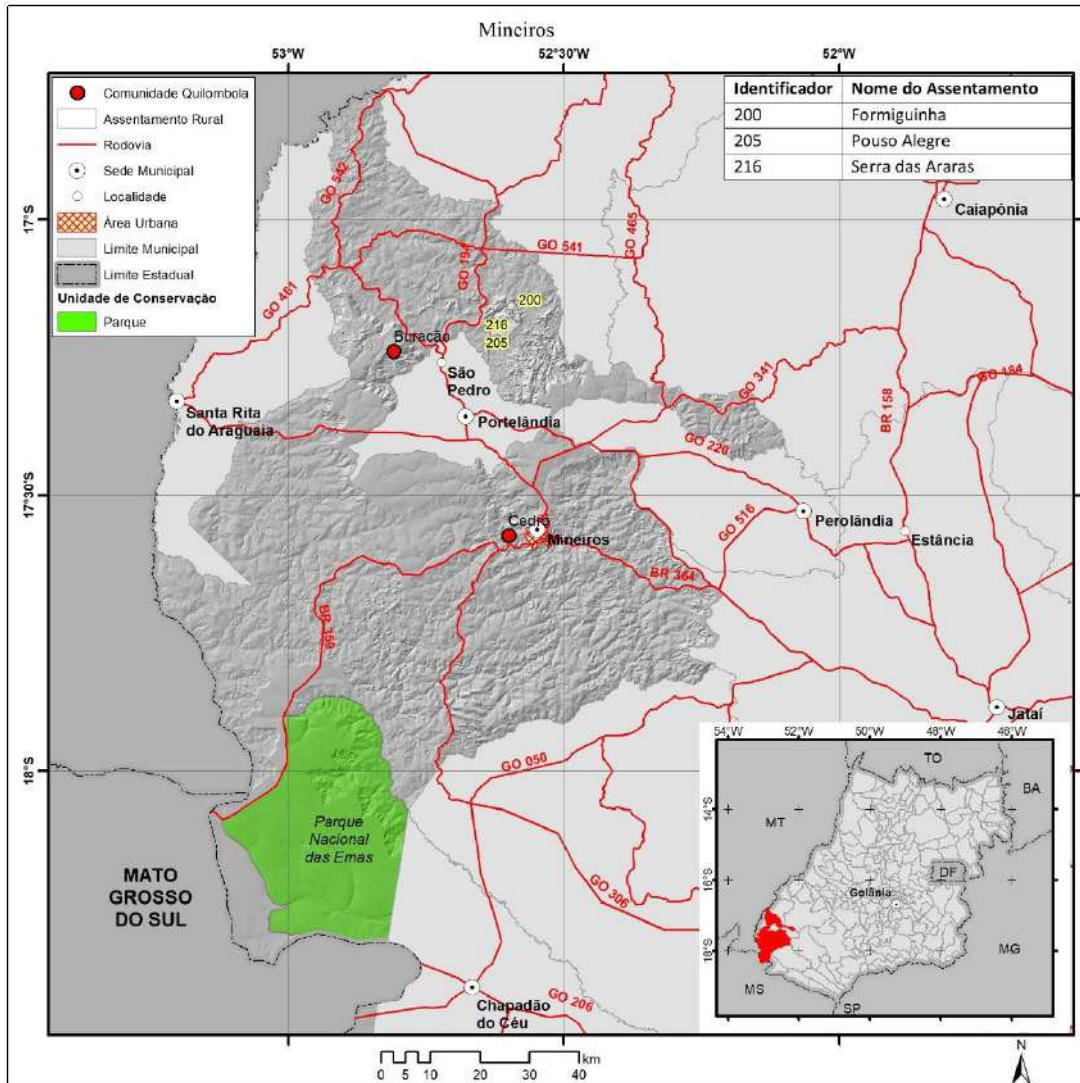 Mineiros
53°W
52°30'W
52°W
Comunidade Quilombola
Assentamento Rural
Rodovia
Sede Municipal
Localidade
Área Urbana
Limite Municipal
Limite Estadual
Unidade de Conservação
Parque
Identificador Nome do Assentamento
200 Formiguinha
205 Pouso Alegre
216 Serra das Araras
17°S
17°30'S
18°S
GO 542
GO 194
GO 541
GO 465
Caiapônia
GO 461
200
216
205
Buracão
São
Pedro
Santa Rita
do Araguaia
Portelândia
GO 341
GO 184
BR 158
GO 220
GO 516
Perolândia
Estância
Cedro
Mineiros
BR 364
BR 359
Jataí
GO 050
Parque
Nacional
das Emas
MATO
GROSSO
DO SUL
GO 306
GO 206
Chapadão
do Céu
54°W
52°W
50°W
48°W
46°W
14°S
16°S
18°S
TO
BA
MT
DF
Goiânia
MG
MS
SP
0 5 10 20 30 40
km
N